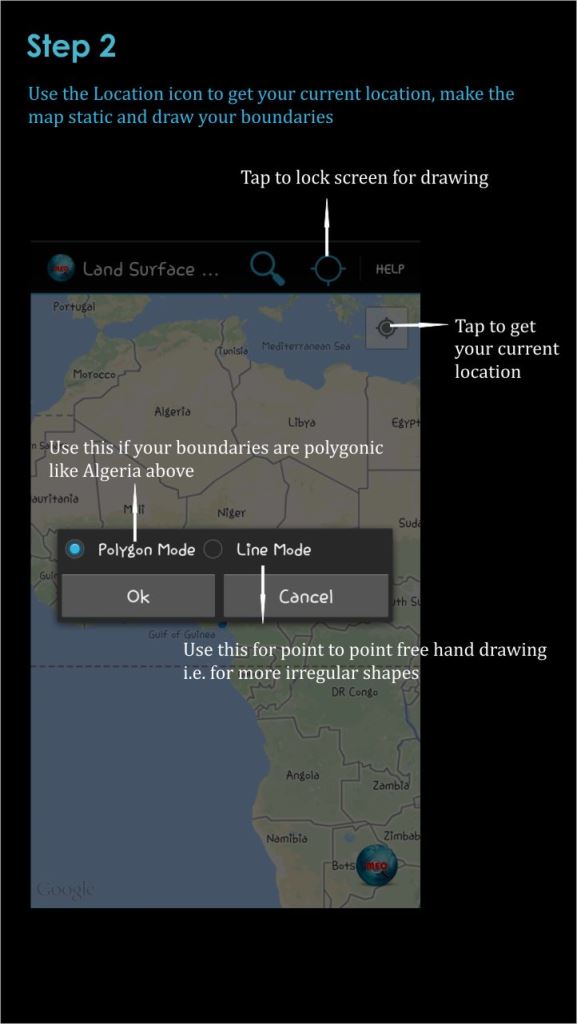 Step 2
Use the Location icon to get your current location, make the
map static and draw your boundaries
Tap to lock screen for drawing
MEO Land Surface ... HELP
Portugal
Tap to get
your current
location
Mediterranean Sea
Tunisia
Morocco
Algeria
Libya
Egypt
Use this if your boundaries are polygonic
like Algeria above
auritania
Mali
Niger
Suda
Polygon Mode Line Mode
Ok Cancel
uth Su
Gulf of Guinea
Use this for point to point free hand drawing
i.e. for more irregular shapes
DR Congo
Angola
Zambia
Namibia
Zimbab
Bots
MEO
Google